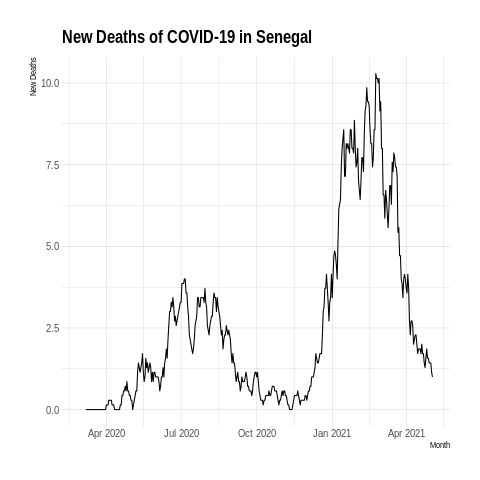 New Deaths of COVID-19 in Senegal
New Deaths
10.0
7.5
5.0
2.5
0.0
Apr 2020 Jul 2020 Oct 2020 Jan 2021 Apr 2021
Month